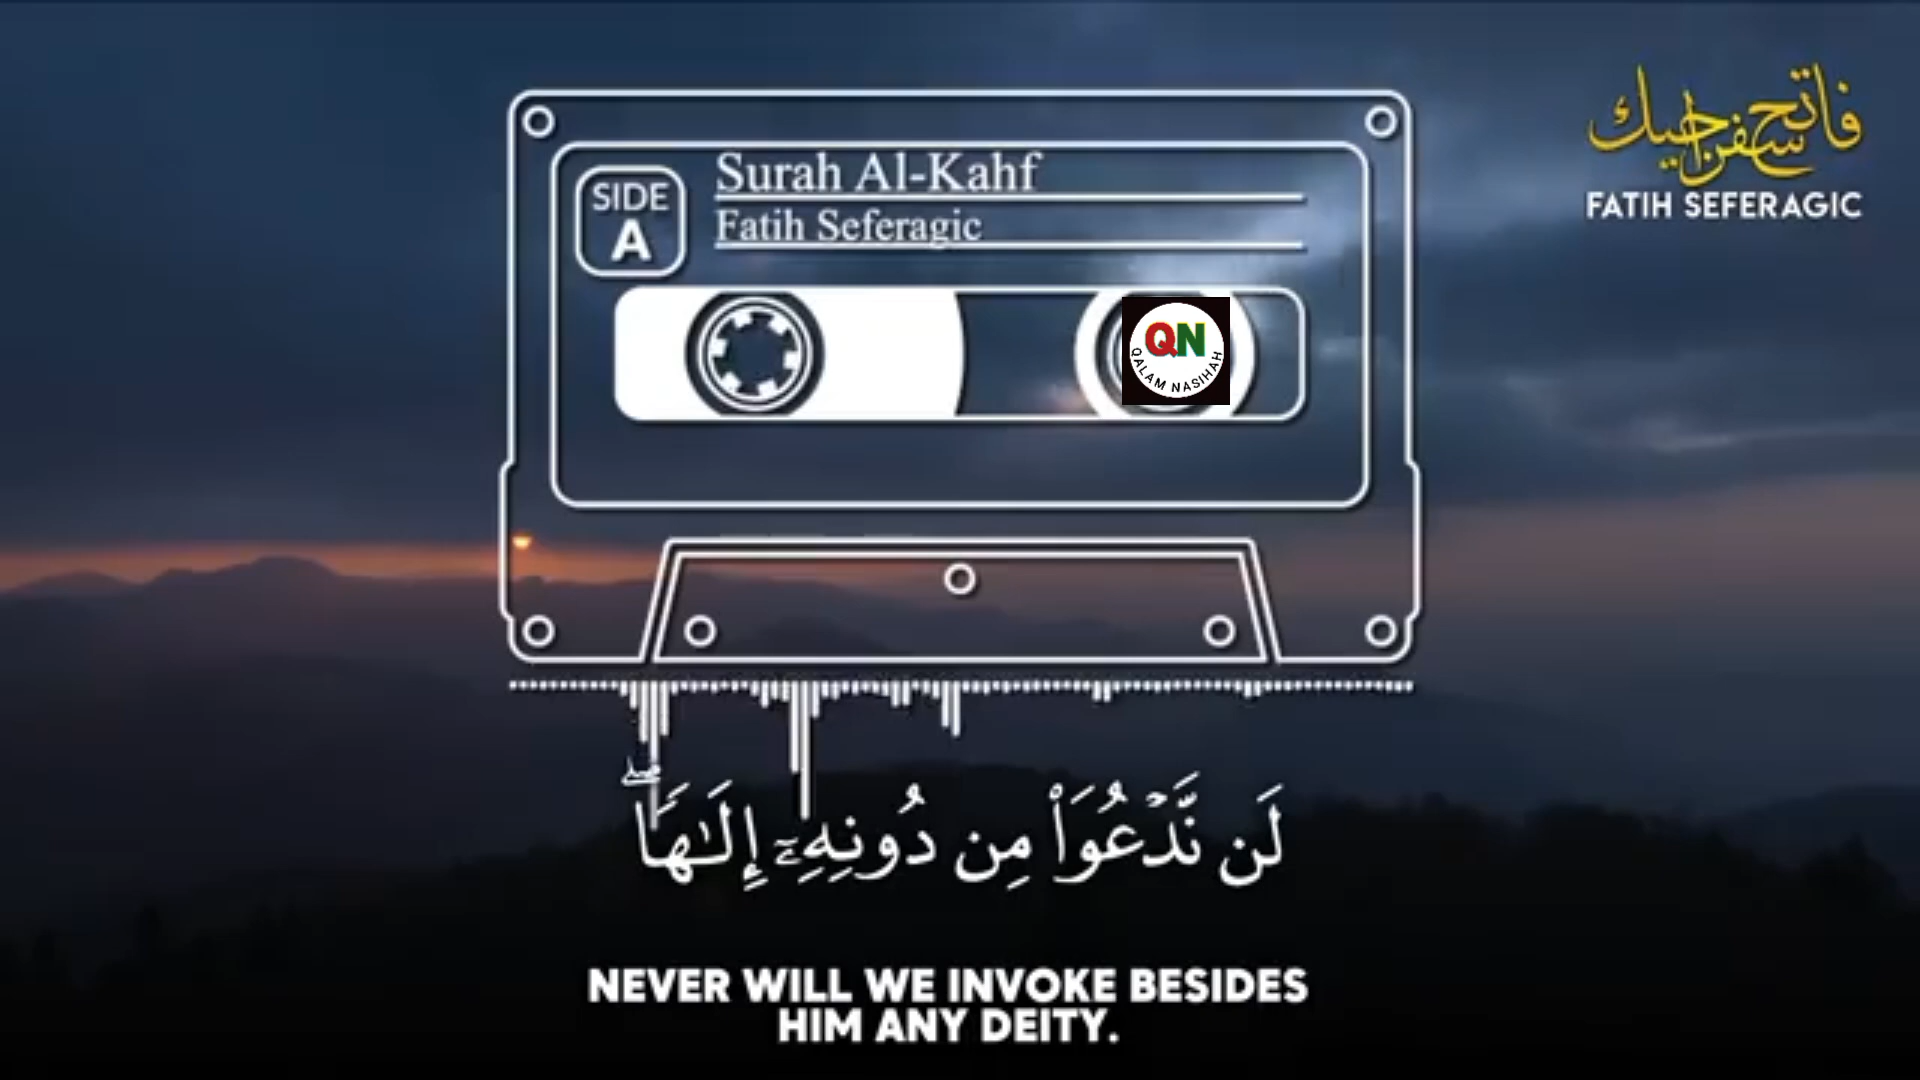 Surah Al-Kahf
SIDE
A
Fatih Seferagic
QN
QALAM NASIHAH
فاتح سفراجيك
FATIH SEFERAGIC
لَن نَّدْعُوَا۟ مِن دُونِهِۦٓ إِلَـٰهًا ۖ
NEVER WILL WE INVOKE BESIDES
HIM ANY DEITY.